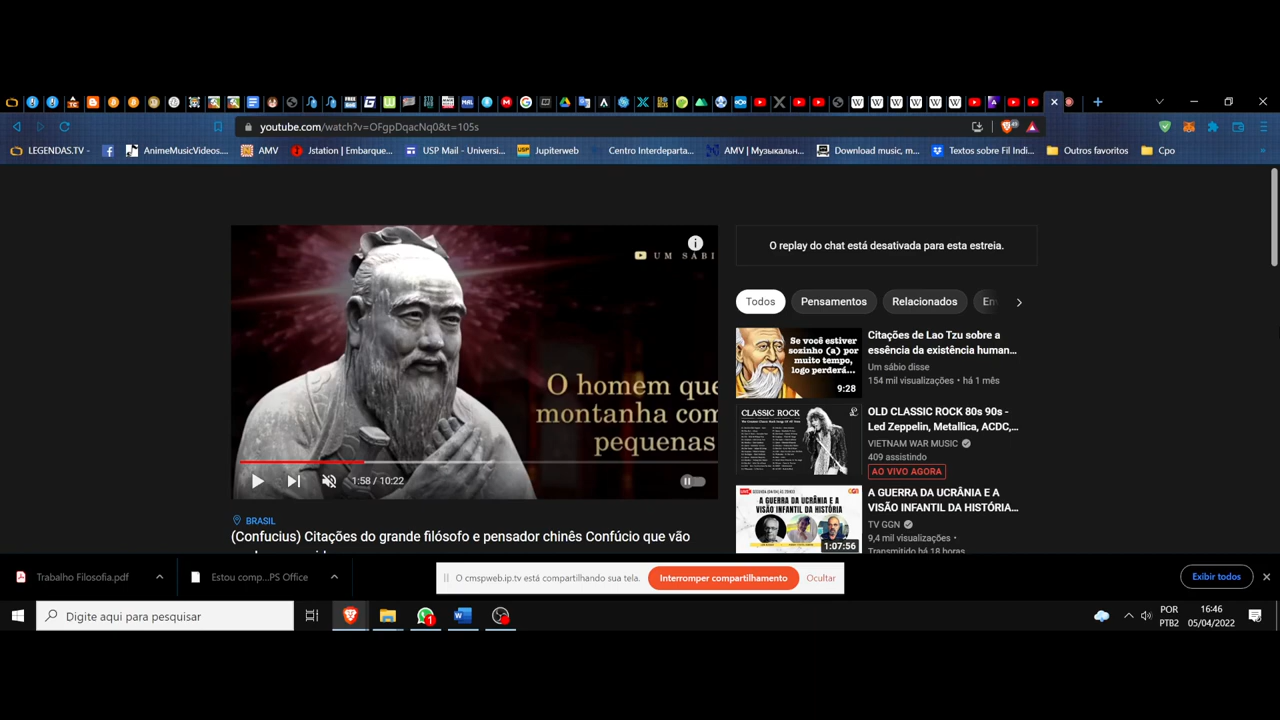 youtube.com/watch?v=OFgpDqacNq0&t=105s
LEGENDAS.TV -
AnimeMusicVideos...
AMV
Jstation | Embarque...
USP Mail - Universi...
Jupiterweb
Centro Interdeparta...
AMV | Музыкальн...
Download music, m...
Textos sobre Fil Indi...
Outros favoritos
Cpo
UM SABI
O homem que
montanha com
pequenas
1:58 / 10:22
BRASIL
(Confucius) Citações do grande filósofo e pensador chinês Confúcio que vão
O replay do chat está desativada para esta estreia.
Todos
Pensamentos
Relacionados
En
Se você estiver
sozinho (a) por
muito tempo,
logo perderá...
9:28
Citações de Lao Tzu sobre a
essência da existência human...
Um sábio disse
154 mil visualizações • há 1 mês
CLASSIC ROCK
OLD CLASSIC ROCK 80s 90s -
Led Zeppelin, Metallica, ACDC,...
VIETNAM WAR MUSIC
409 assistindo
AO VIVO AGORA
A GUERRA DA UCRÂNIA E A
VISÃO INFANTIL DA HISTÓRIA
1:07:56
A GUERRA DA UCRÂNIA E A
VISÃO INFANTIL DA HISTÓRIA...
TV GGN
9,4 mil visualizações •
Transmitido há 18 horas
Trabalho Filosofia.pdf
Estou comp...PS Office
O cmspweb.ip.tv está compartilhando sua tela.
Interromper compartilhamento
Ocultar
Exibir todos
Digite aqui para pesquisar
1
POR
PTB2
16:46
05/04/2022